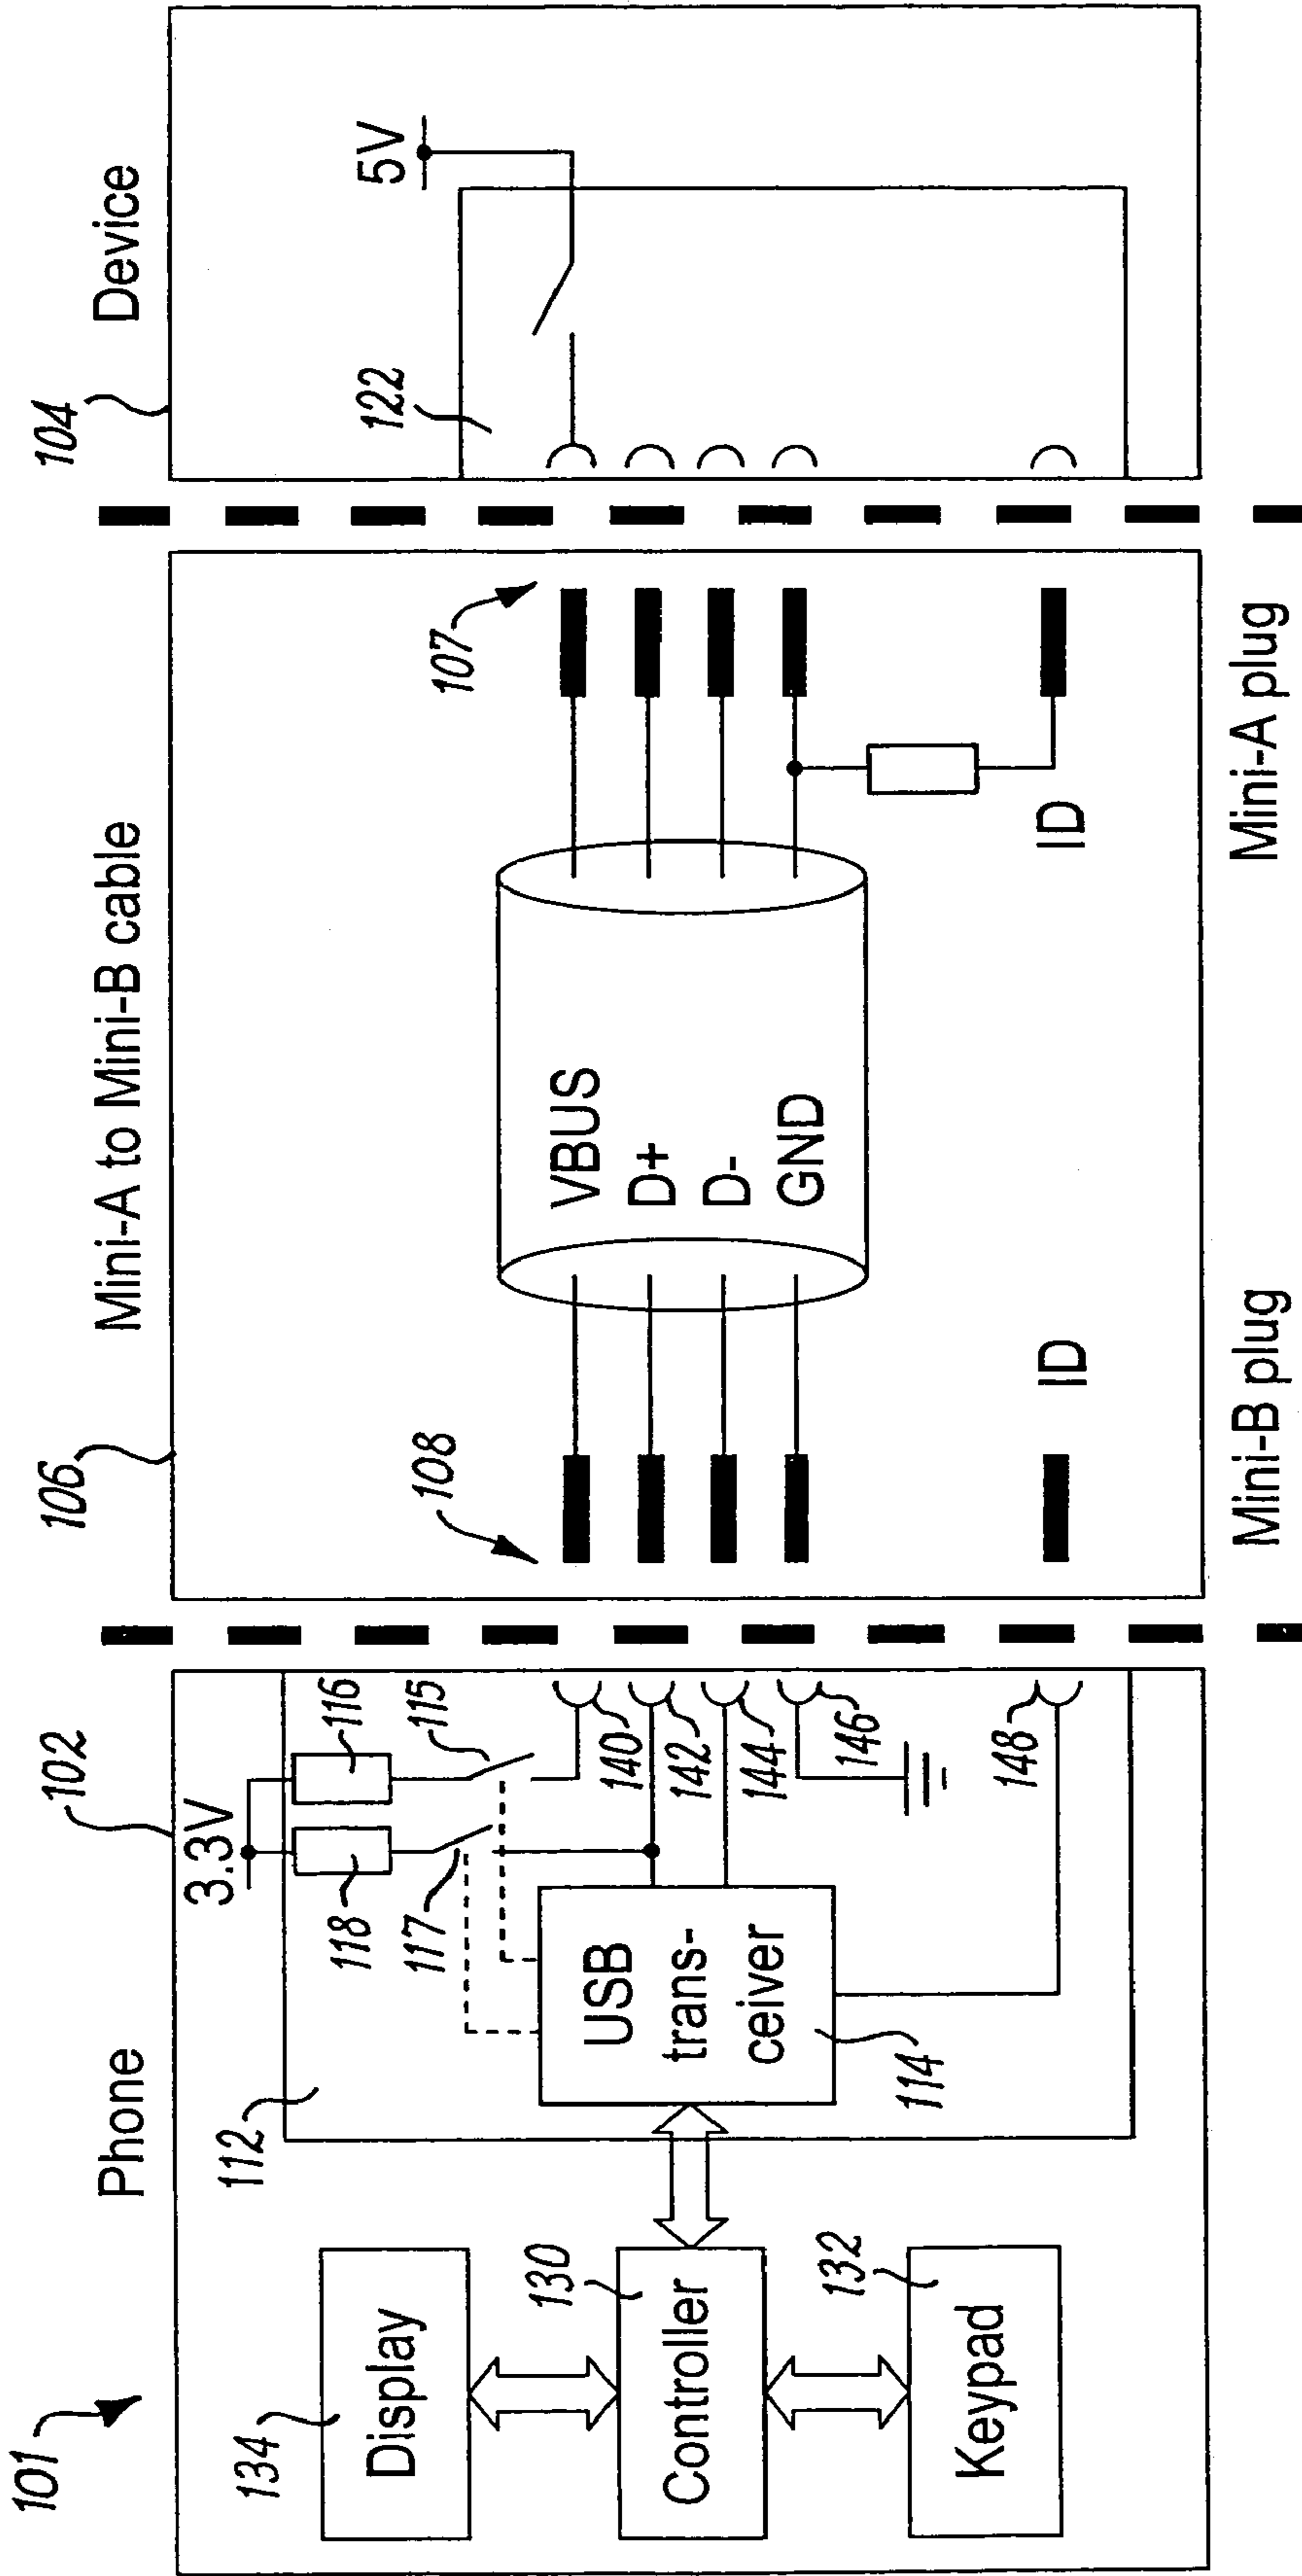 101
Phone
102
112
3.3V
118
116
117
115
134
Display
130
Controller
132
Keypad
USB
trans-
ceiver
114
140
142
144
146
148
Mini-A to Mini-B cable
106
108
107
VBUS
D+
D-
GND
ID
ID
Mini-B plug
Mini-A plug
Device
104
122
5V